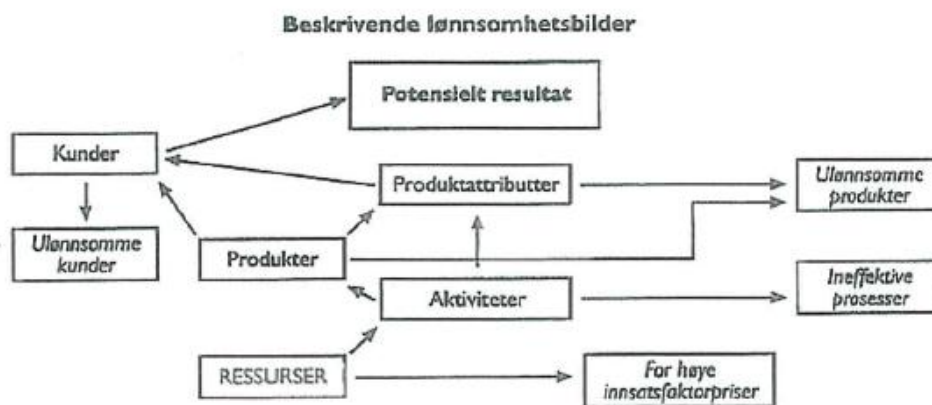 Beskrivende lønnsomhetsbilder
Potensielt resultat
Kunder
Produktattributter
Ulønnsomme
produkter
Ulønnsomme
kunder
Produkter
Aktiviteter
Ineffektive
prosesser
RESSURSER
For høye
innsatsfaktorpriser